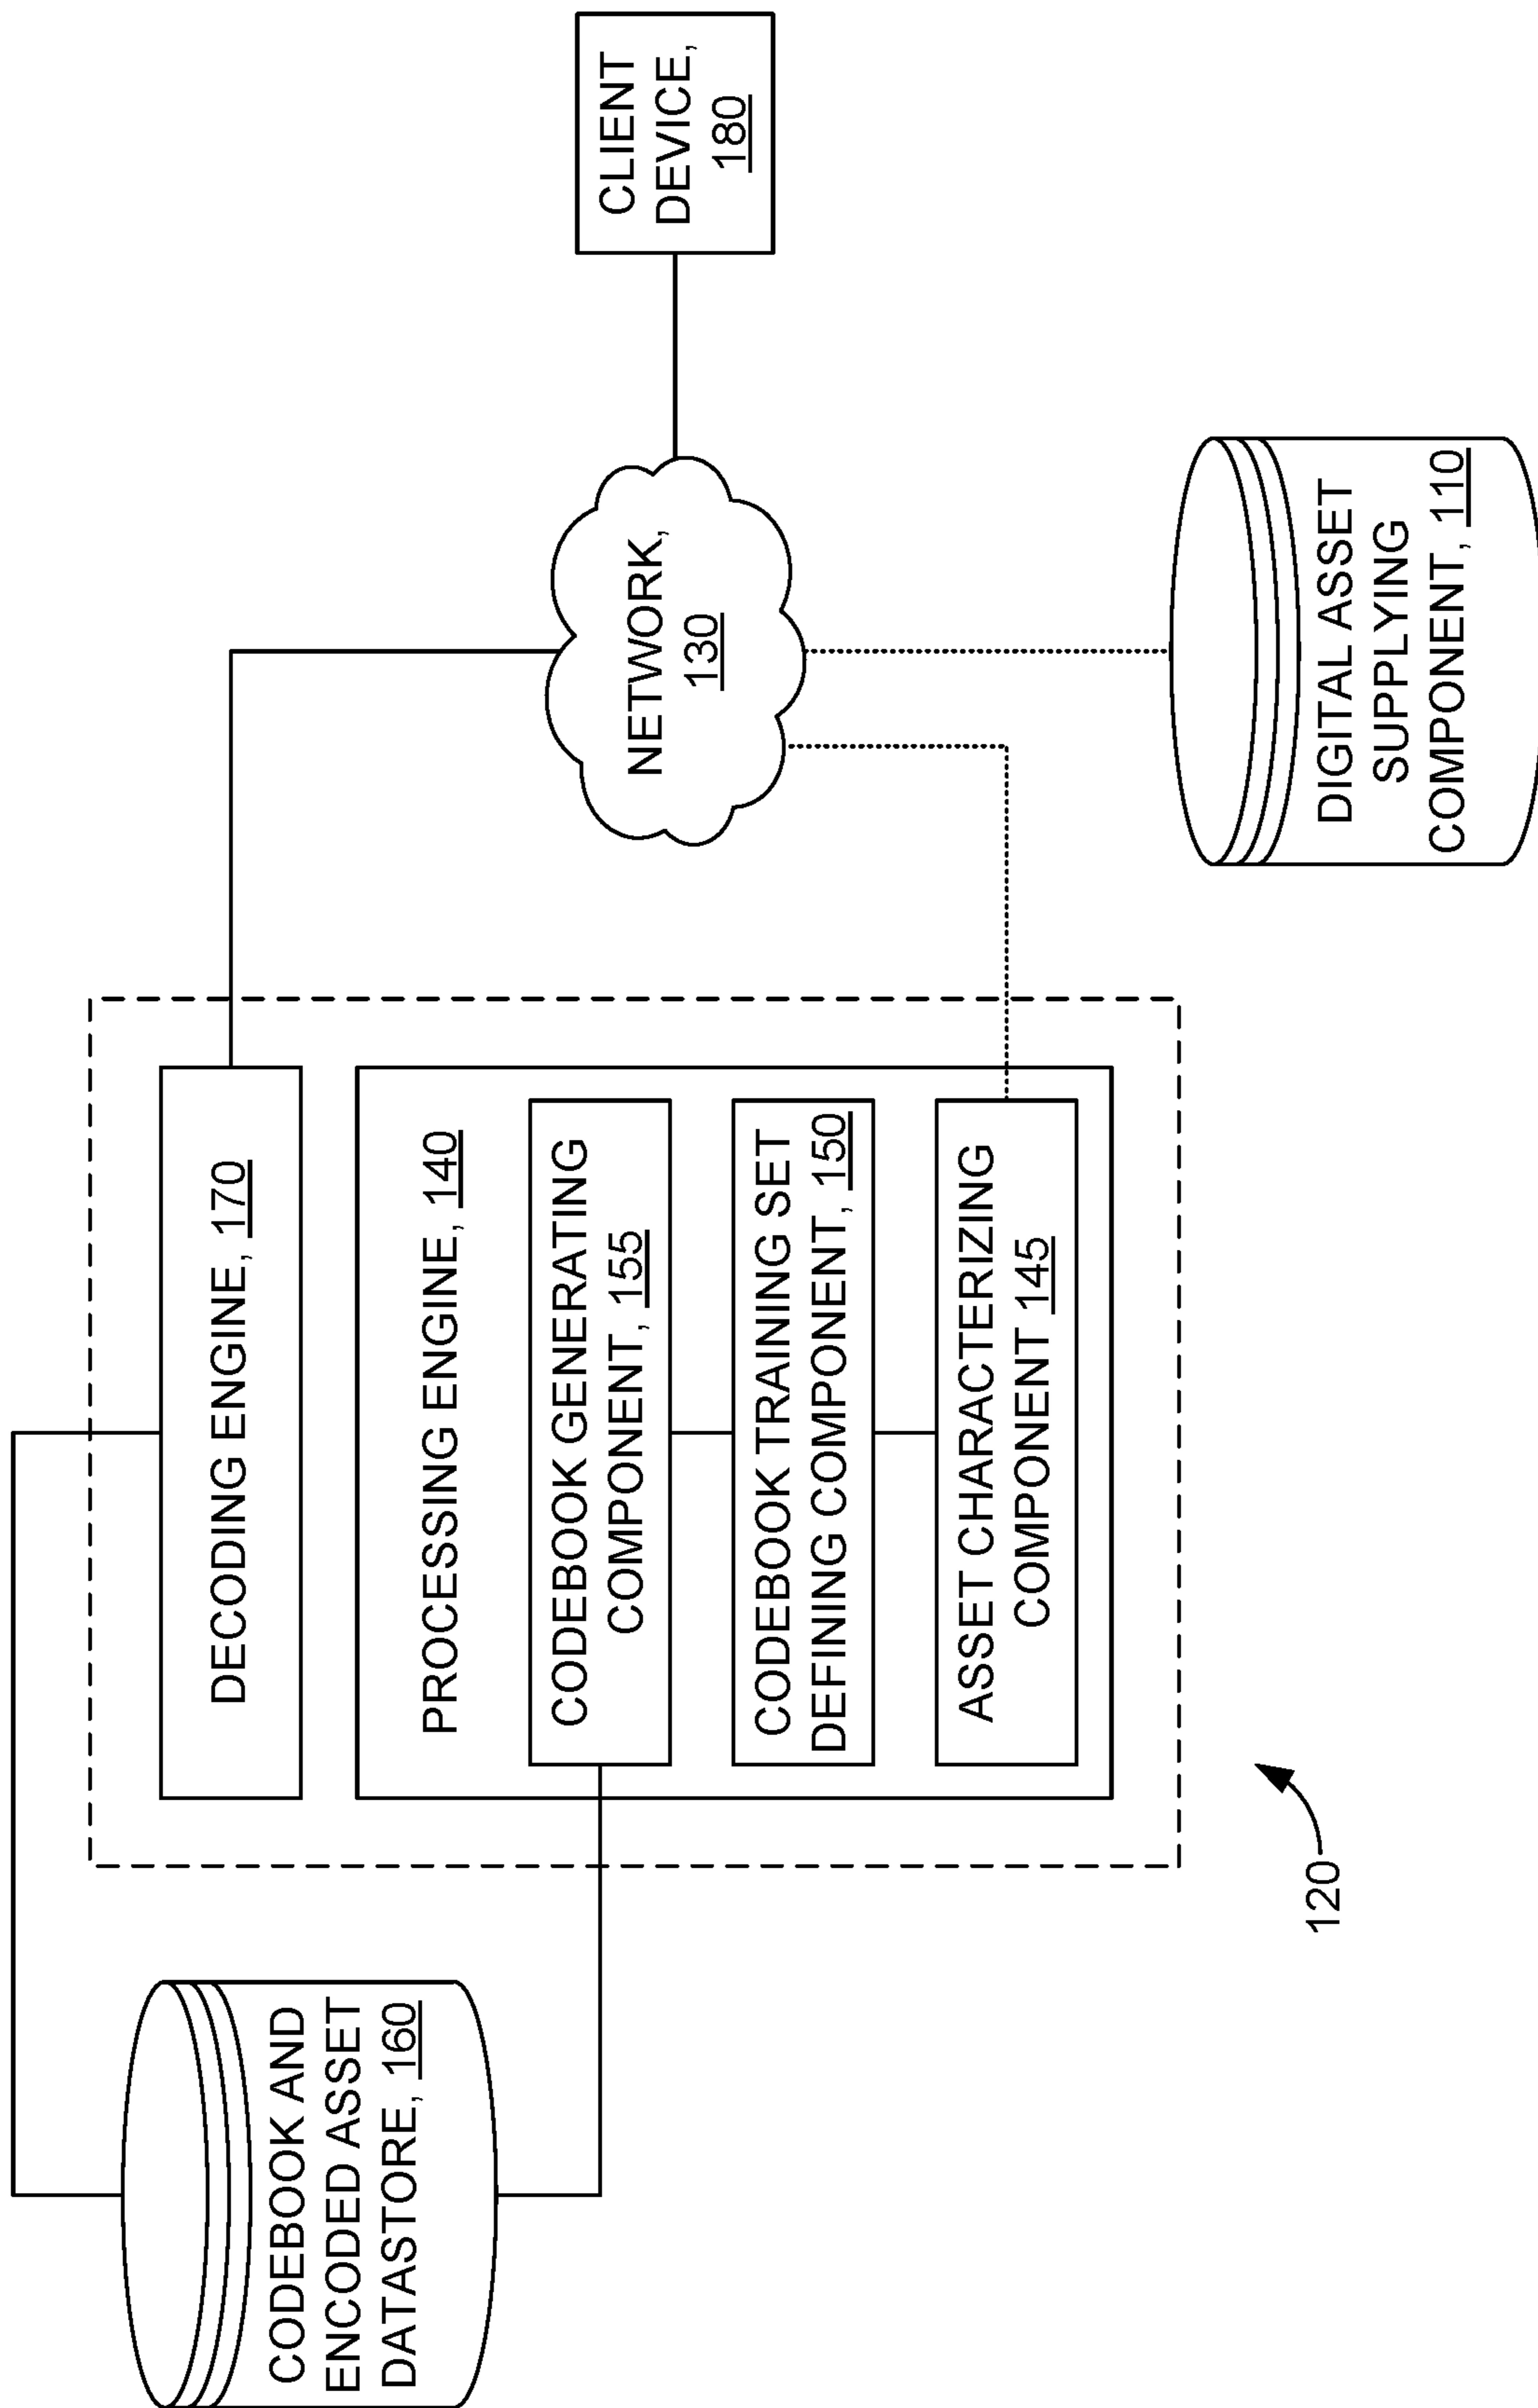 CODEBOOK AND
ENCODED ASSET
DATASTORE, 160
DECODING ENGINE, 170
PROCESSING ENGINE, 140
CODEBOOK GENERATING
COMPONENT, 155
CODEBOOK TRAINING SET
DEFINING COMPONENT, 150
ASSET CHARACTERIZING
COMPONENT 145
120
NETWORK,
130
CLIENT
DEVICE,
180
DIGITAL ASSET
SUPPLYING
COMPONENT, 110